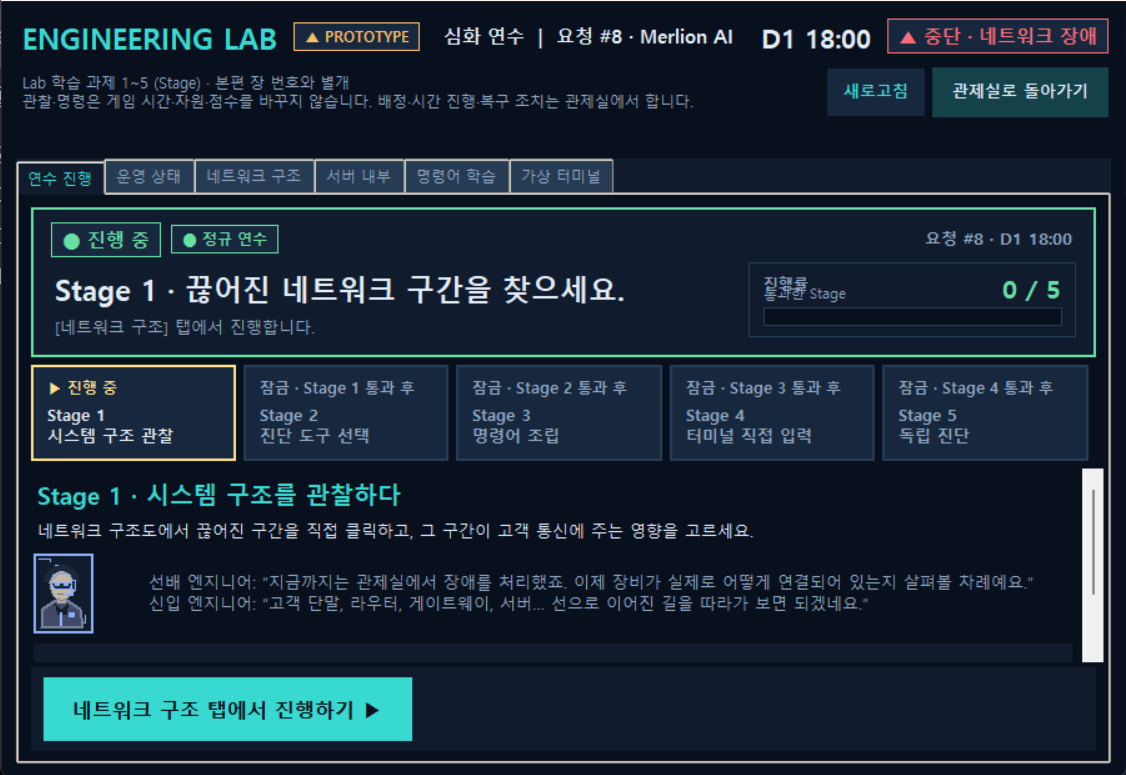 ENGINEERING LAB ▲ PROTOTYPE 심화 연수 | 요청 #8 · Merlion AI D1 18:00 ▲ 중단 · 네트워크 장애
Lab 학습 과제 1~5 (Stage) · 본편 장 번호와 별개
관찰·명령은 게임 시간·자원·점수를 바꾸지 않습니다. 배정·시간 진행·복구 조치는 관제실에서 합니다.
새로고침 관제실로 돌아가기
연수 진행 운영 상태 네트워크 구조 서버 내부 명령어 학습 가상 터미널
● 진행 중 ● 정규 연수 요청 #8 · D1 18:00
Stage 1 · 끊어진 네트워크 구간을 찾으세요.
[네트워크 구조] 탭에서 진행합니다.
진행률
통과한 Stage
0 / 5
▶ 진행 중
Stage 1
시스템 구조 관찰
잠금 · Stage 1 통과 후
Stage 2
진단 도구 선택
잠금 · Stage 2 통과 후
Stage 3
명령어 조립
잠금 · Stage 3 통과 후
Stage 4
터미널 직접 입력
잠금 · Stage 4 통과 후
Stage 5
독립 진단
Stage 1 · 시스템 구조를 관찰하다
네트워크 구조도에서 끊어진 구간을 직접 클릭하고, 그 구간이 고객 통신에 주는 영향을 고르세요.
선배 엔지니어: "지금까지는 관제실에서 장애를 처리했죠. 이제 장비가 실제로 어떻게 연결되어 있는지 살펴볼 차례예요."
신입 엔지니어: "고객 단말, 라우터, 게이트웨이, 서버... 선으로 이어진 길을 따라가 보면 되겠네요."
네트워크 구조 탭에서 진행하기 ▶